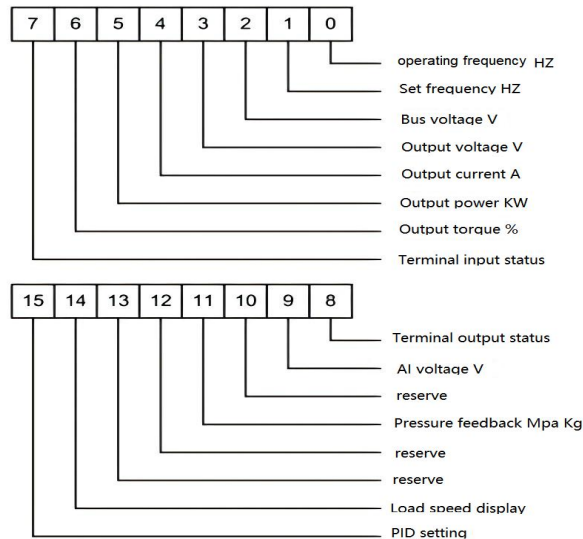 7 6 5 4 3 2 1 0
operating frequency HZ
Set frequency HZ
Bus voltage V
Output voltage V
Output current A
Output power KW
Output torque %
Terminal input status
15 14 13 12 11 10 9 8
Terminal output status
AI voltage V
reserve
Pressure feedback Mpa Kg
reserve
reserve
Load speed display
PID setting